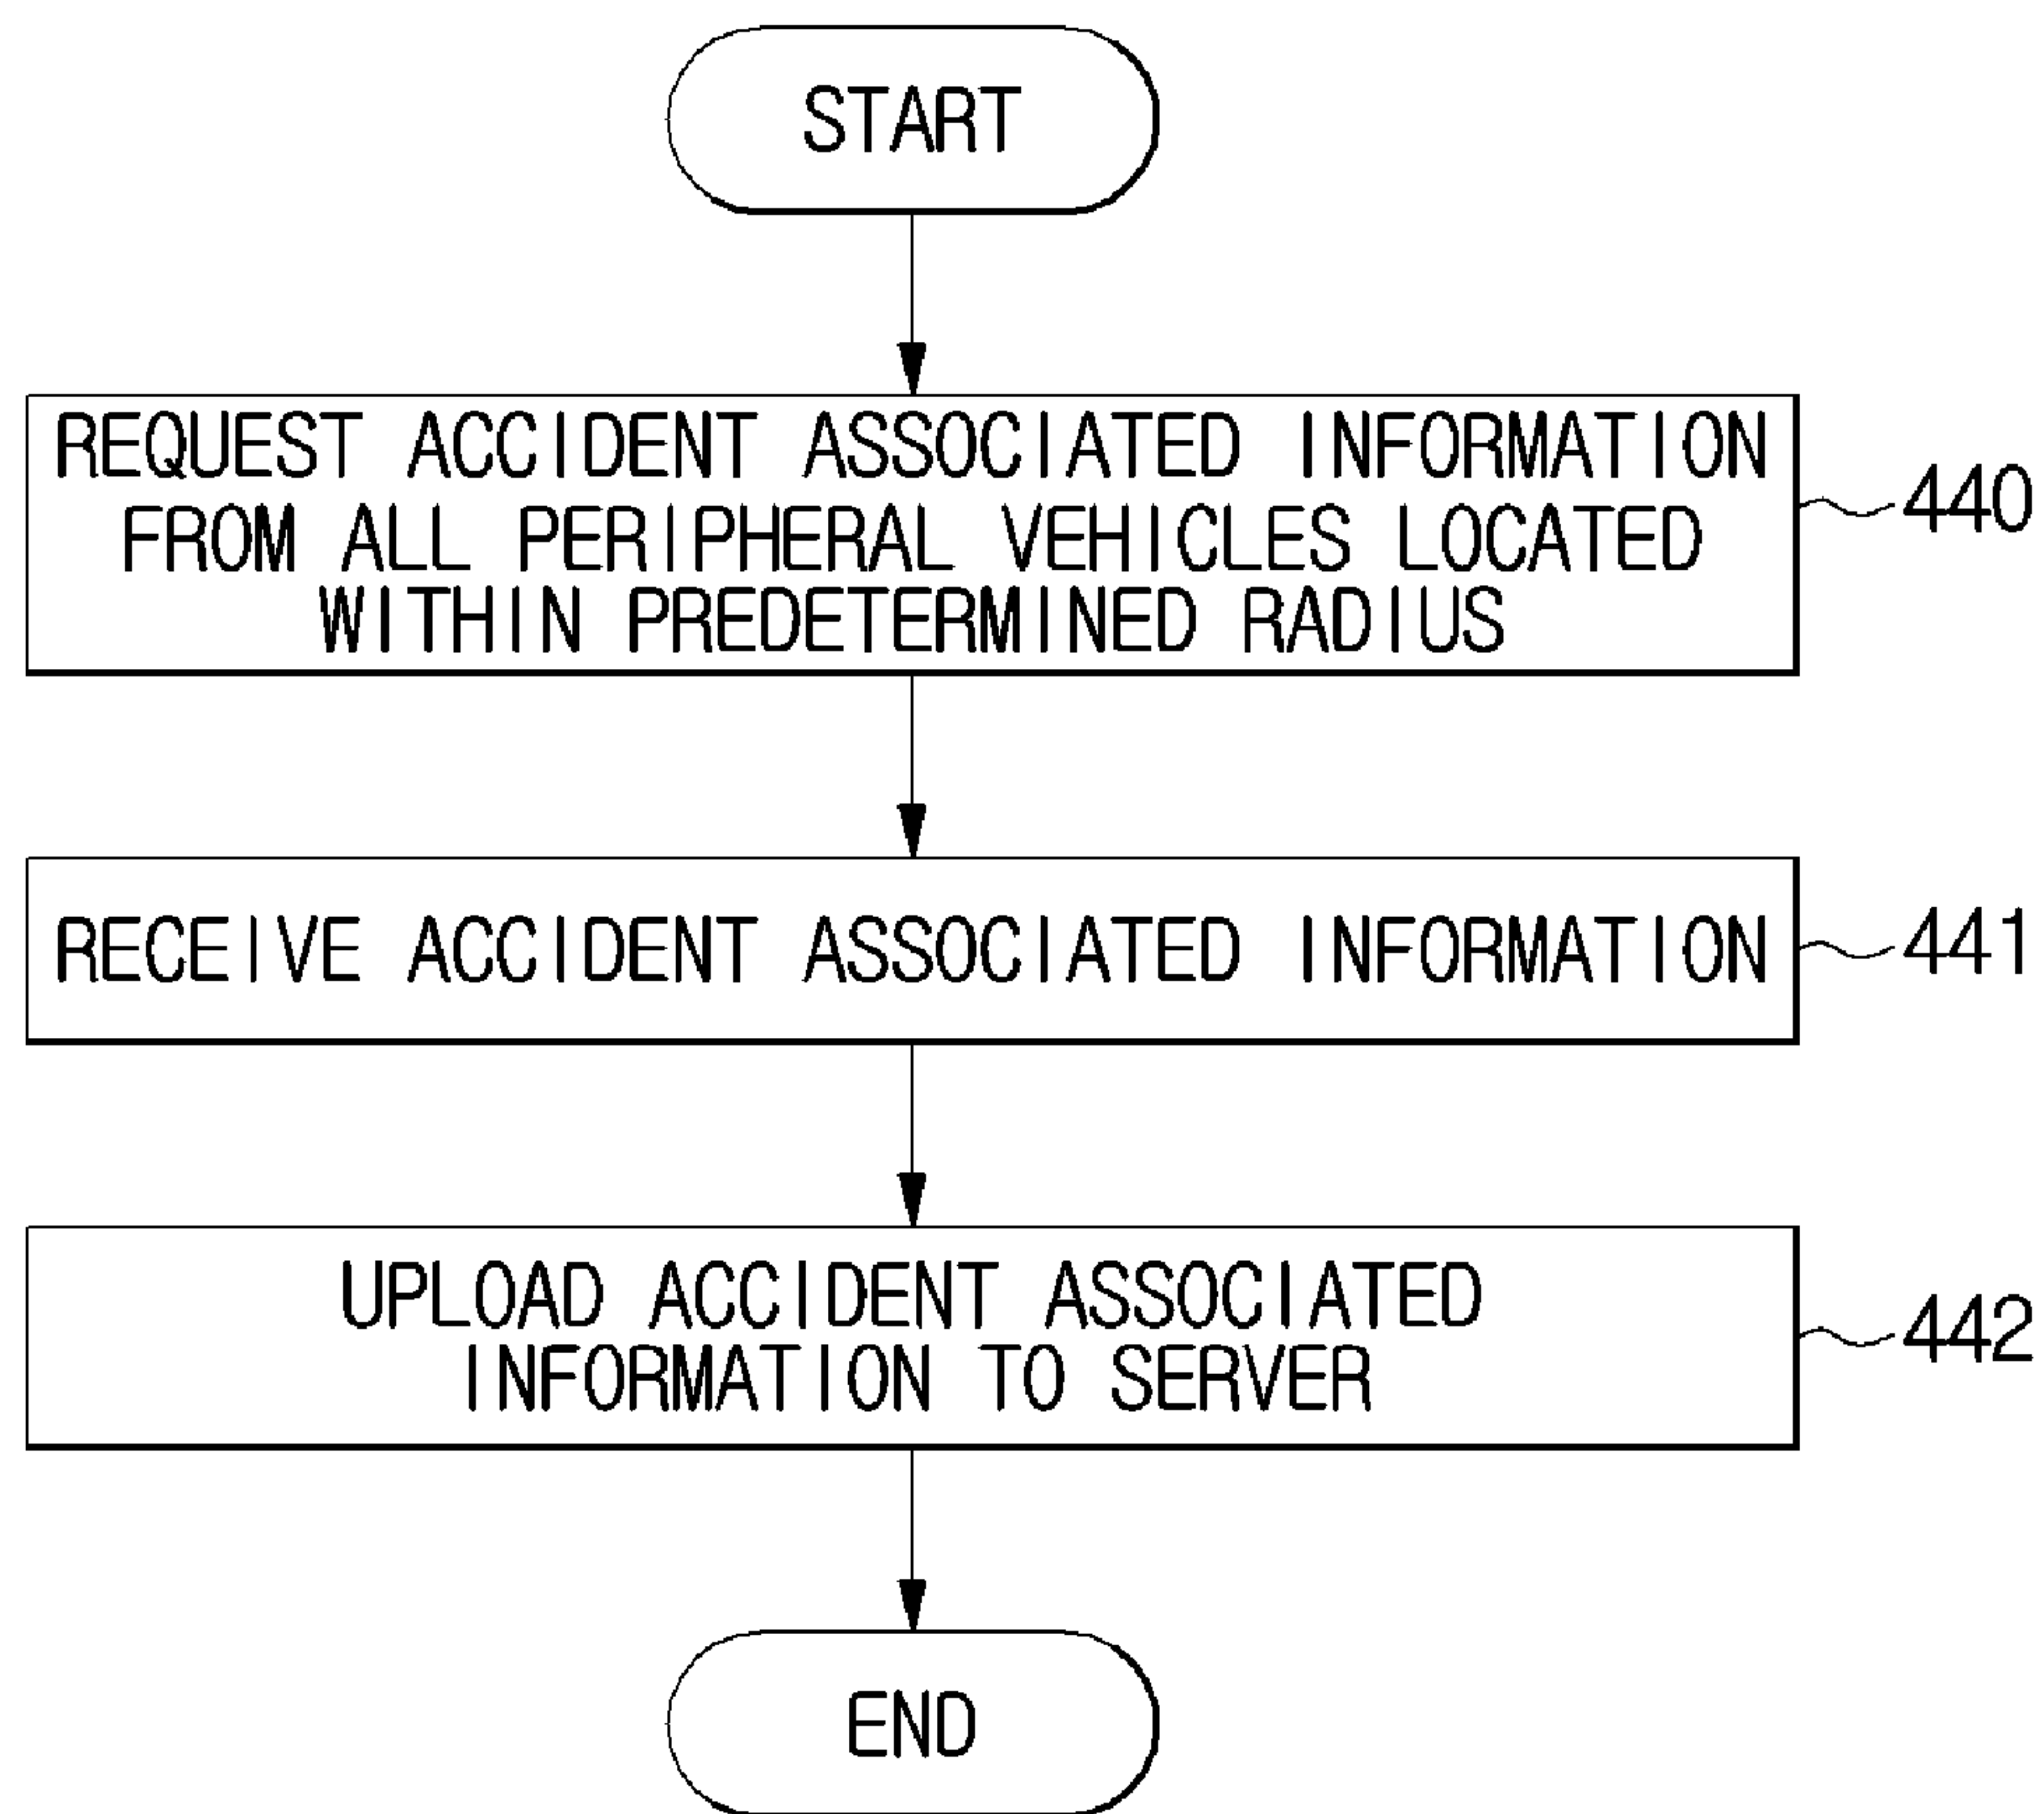 START
REQUEST ACCIDENT ASSOCIATED INFORMATION
FROM ALL PERIPHERAL VEHICLES LOCATED
WITHIN PREDETERMINED RADIUS
440
RECEIVE ACCIDENT ASSOCIATED INFORMATION
441
UPLOAD ACCIDENT ASSOCIATED
INFORMATION TO SERVER
442
END